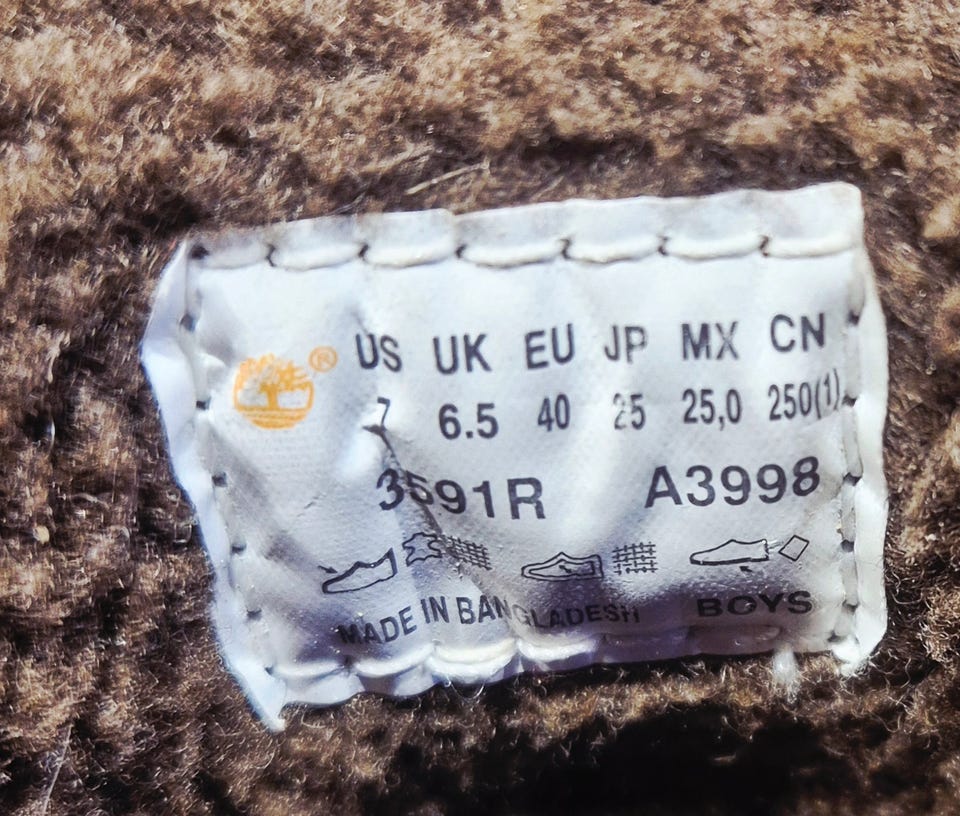 ® US UK EU JP MX CN
7 6.5 40 25 25,0 250(1)
3591R A3998
MADE IN BANGLADESH BOYS